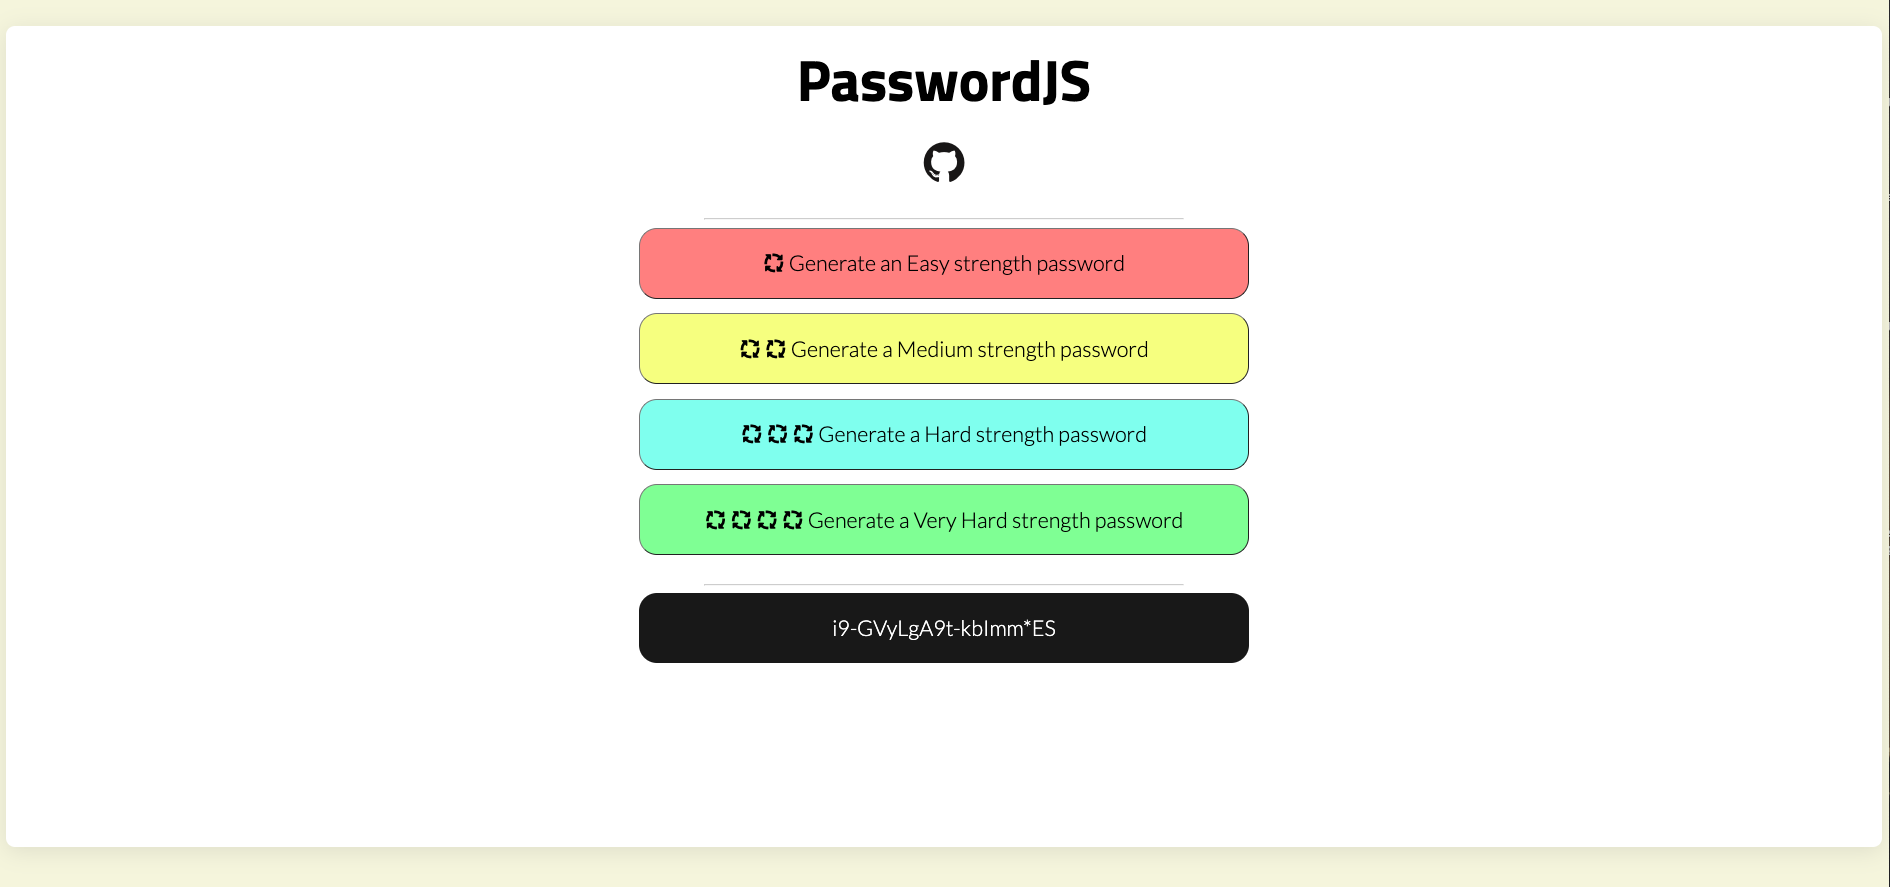 PasswordJS
Generate an Easy strength password
Generate a Medium strength password
Generate a Hard strength password
Generate a Very Hard strength password
i9-GVyLgA9t-kbImm*ES